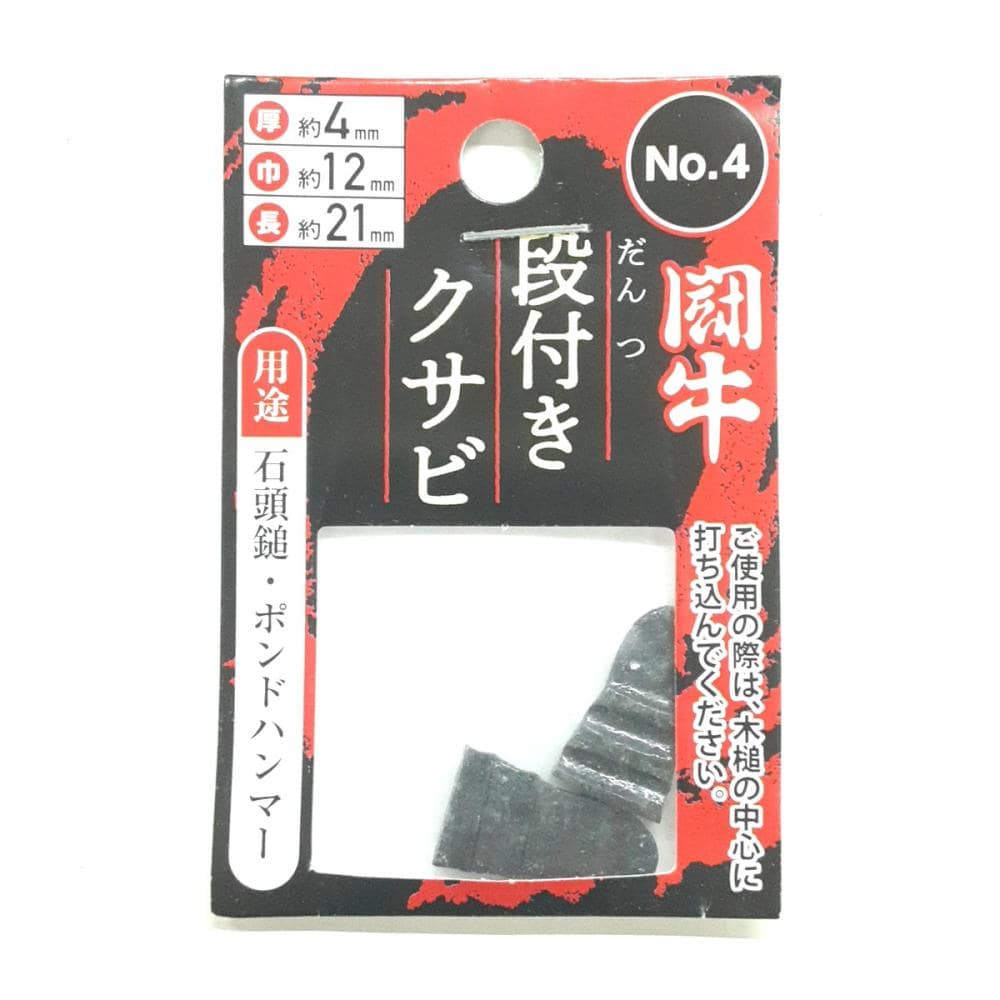 厚 約4mm
巾 約12mm
長 約21mm
No.4
闘牛
だんつ
段付き
クサビ
用途
石頭鎚・ポンドハンマー
ご使用の際は、木槌の中心に
打ち込んでください。